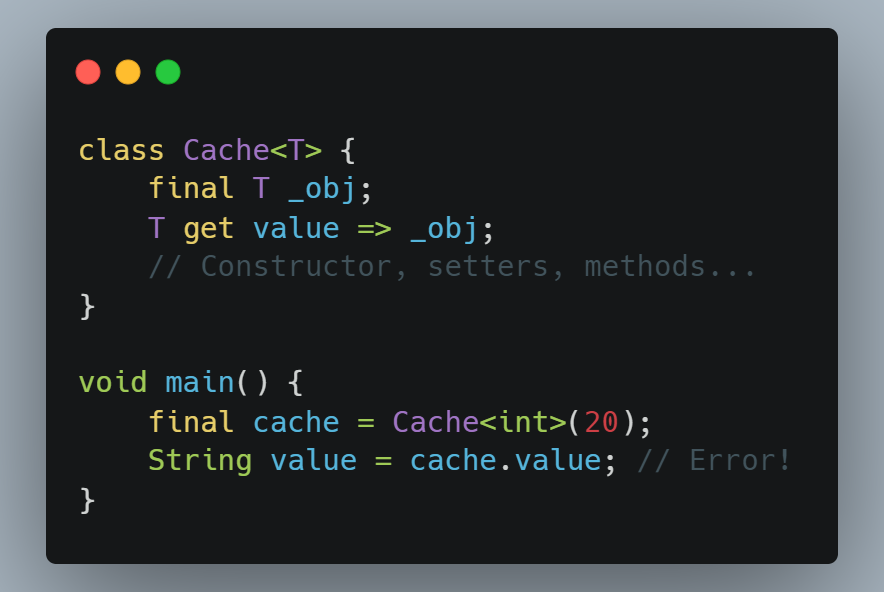 class Cache<T> {
    final T _obj;
    T get value => _obj;
    // Constructor, setters, methods...
}

void main() {
    final cache = Cache<int>(20);
    String value = cache.value; // Error!
}